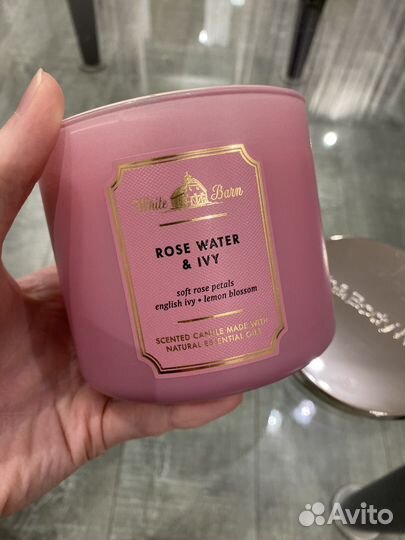 White Barn
ROSE WATER
& IVY
soft rose petals
english ivy • lemon blossom
SCENTED CANDLE MADE WITH
NATURAL ESSENTIAL OILS
Avito